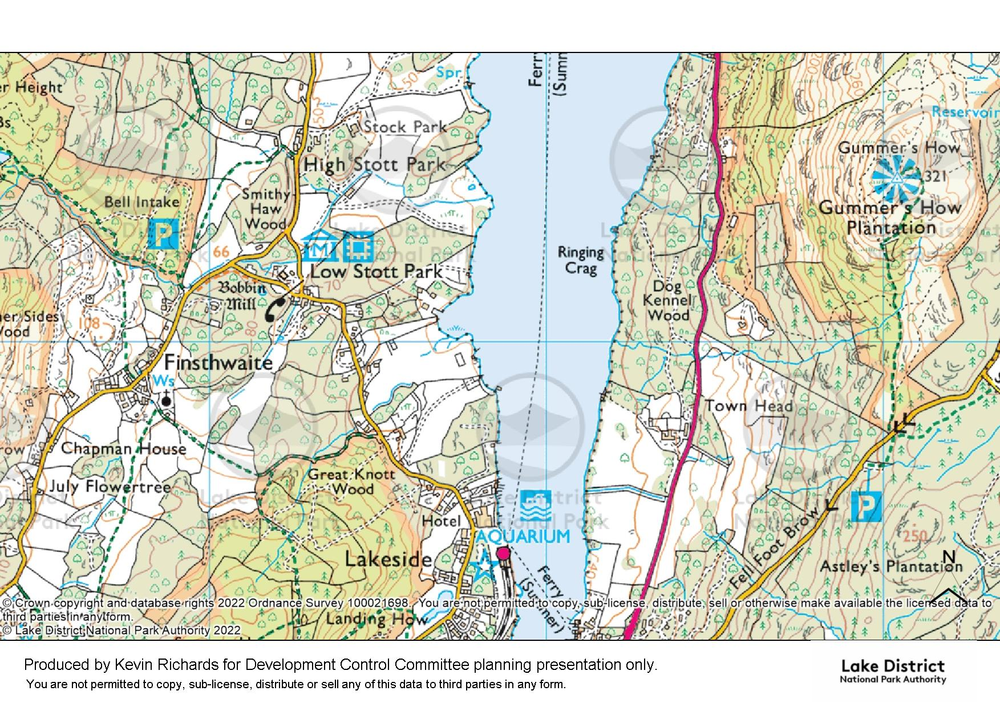 Spr
Ferry
(Summ
er Height
Reservoir
Stock Park
Gummer's How
321
High Stott Park
Smithy
Haw
Wood
Bell Intake
P
Gummer's How
Plantation
66
M
Ringing
Crag
Low Stott Park
70
Bobbin
Mill
Dog
Kennel
Wood
er Sides
108
80
Finsthwaite
Ws
Town Head
Chapman House
Great Knott
Wood
July Flowertree
Hotel
P
AQUARIUM
Fell Foot Brow
250
N
Lakeside
Astley's Plantation
Ferry
(Summer)
40
© Crown copyright and database rights 2022 Ordnance Survey 100021698. You are not permitted to copy, sub-license, distribute, sell or otherwise make available the licensed data to
third parties in any form.
Landing How
© Lake District National Park Authority 2022
Produced by Kevin Richards for Development Control Committee planning presentation only.
You are not permitted to copy, sub-license, distribute or sell any of this data to third parties in any form.
Lake District
National Park Authority